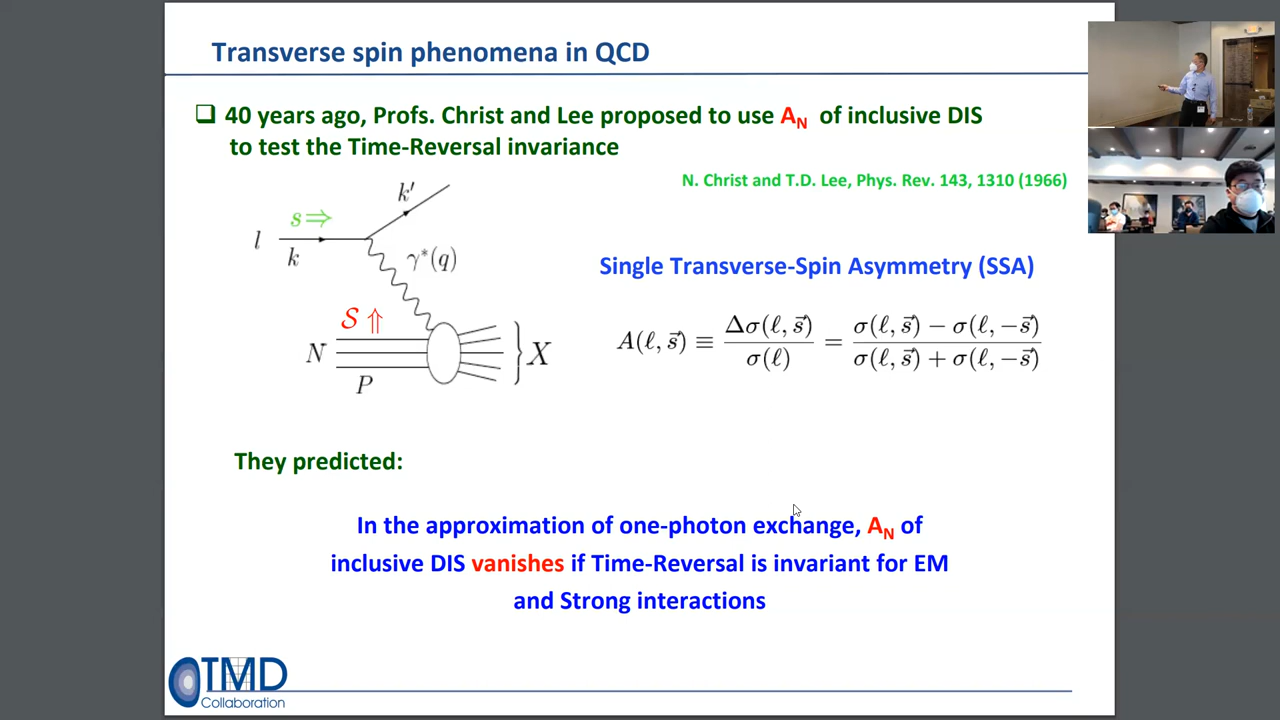 Transverse spin phenomena in QCD
❑ 40 years ago, Profs. Christ and Lee proposed to use A_N of inclusive DIS
to test the Time-Reversal invariance
N. Christ and T.D. Lee, Phys. Rev. 143, 1310 (1966)
k′
s⇒
l
k
γ*(q)
Single Transverse-Spin Asymmetry (SSA)
A(ℓ, s⃗) ≡ Δσ(ℓ, s⃗) / σ(ℓ) = σ(ℓ, s⃗) − σ(ℓ, −s⃗) / σ(ℓ, s⃗) + σ(ℓ, −s⃗)
S ⇑
N
} X
P
They predicted:
In the approximation of one-photon exchange, A_N of
inclusive DIS vanishes if Time-Reversal is invariant for EM
and Strong interactions
TMD
Collaboration